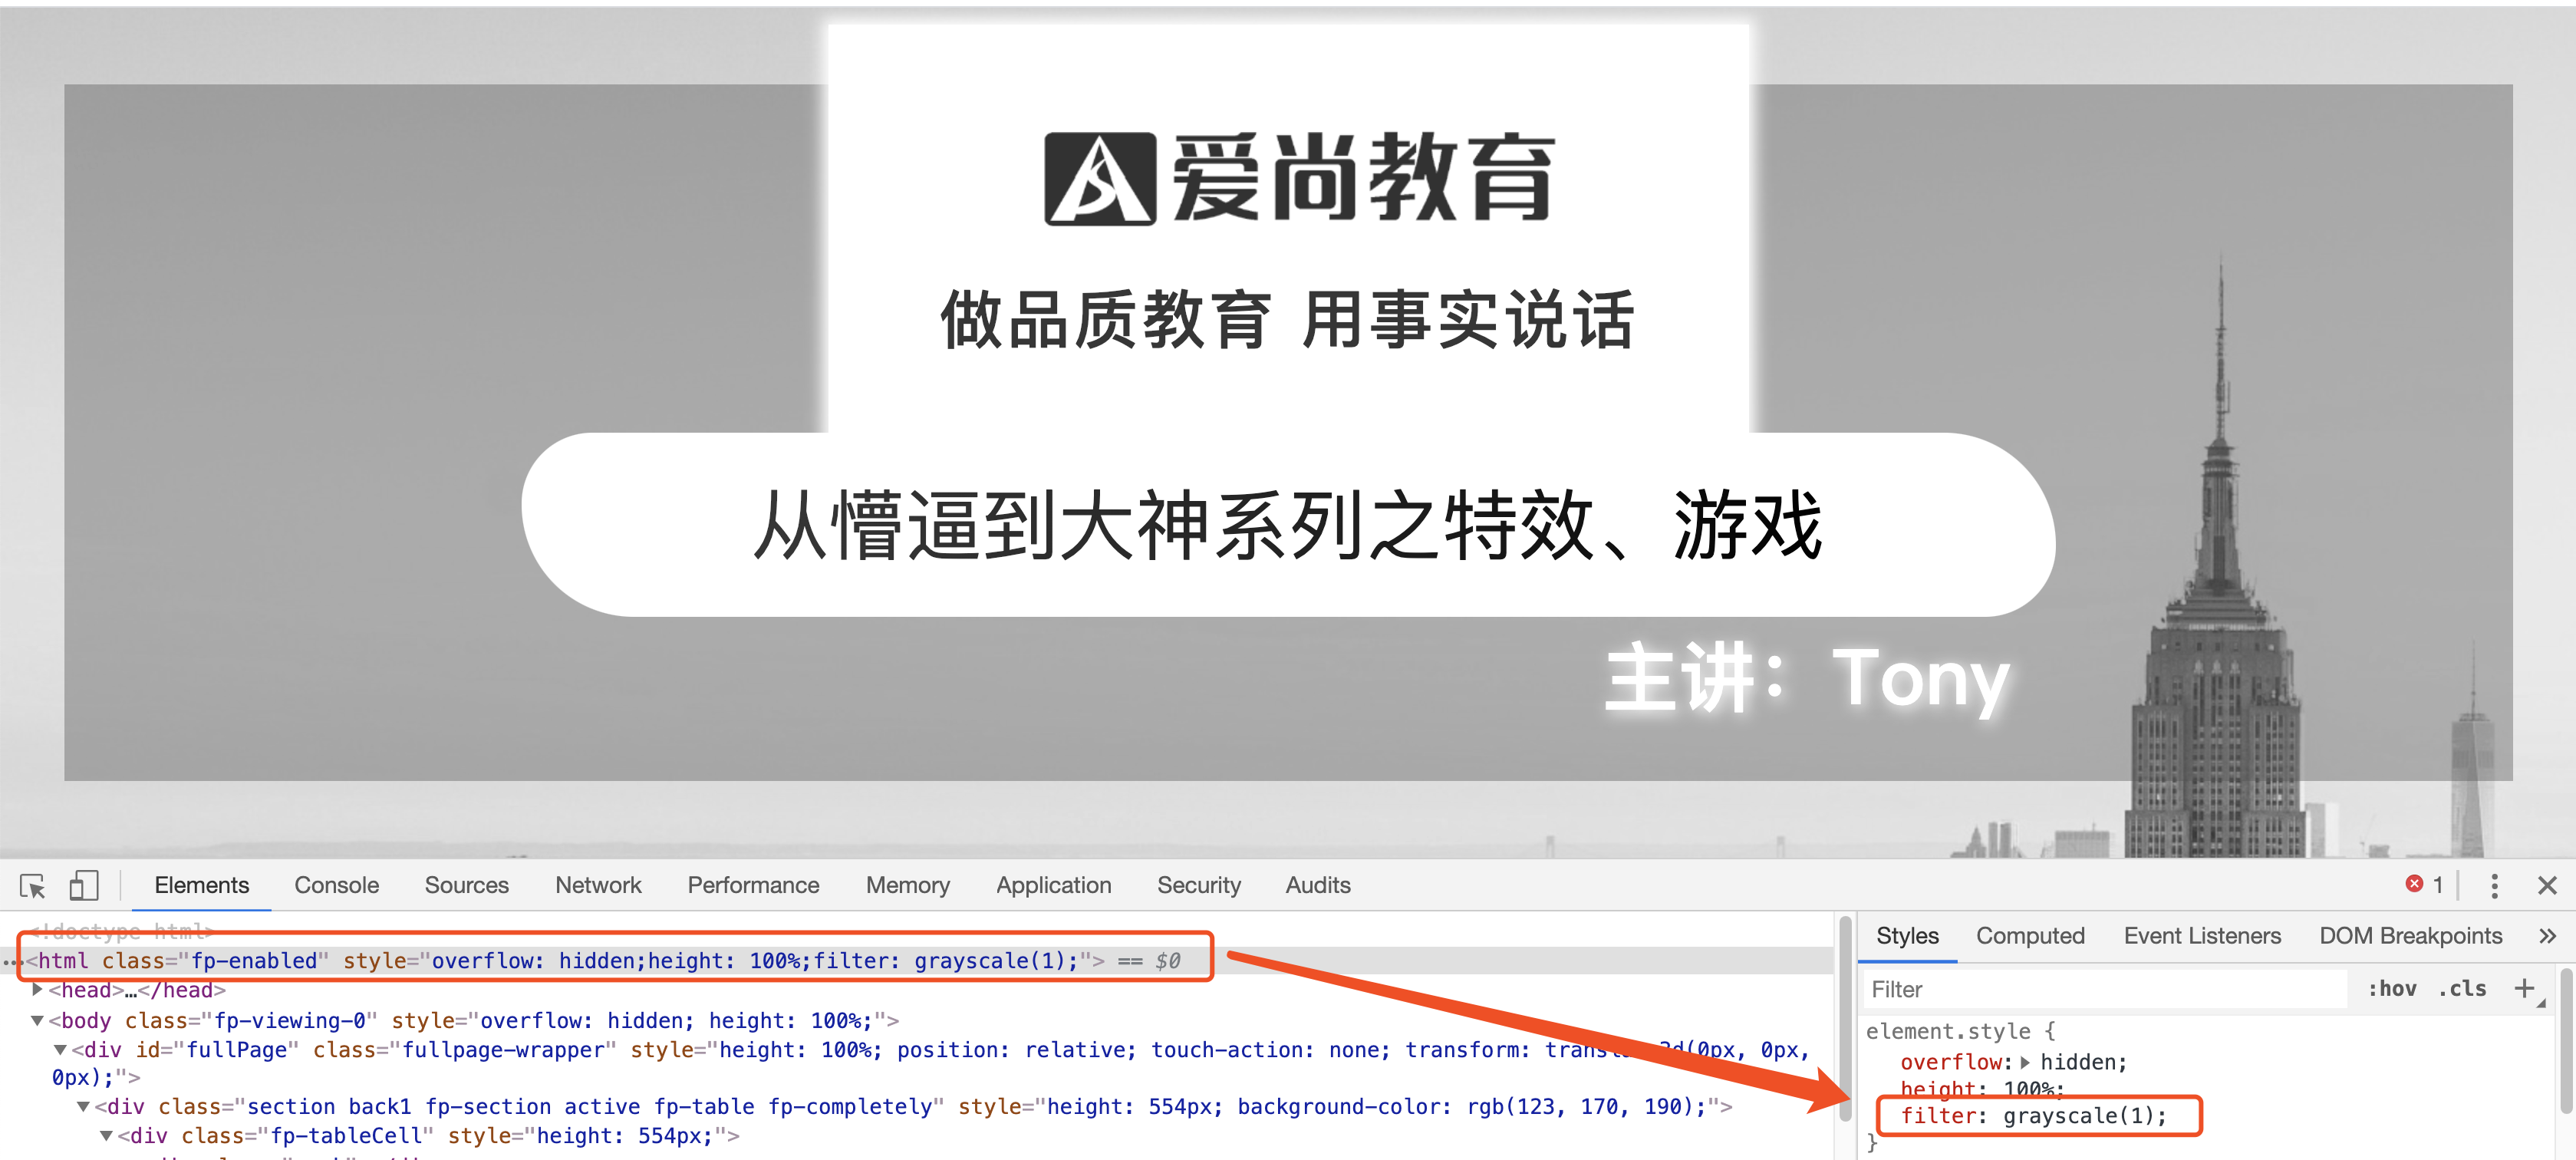 爱尚教育
做品质教育 用事实说话
从懵逼到大神系列之特效、游戏
主讲：Tony
Elements Console Sources Network Performance Memory Application Security Audits 1
<!doctype html>
…<html class="fp-enabled" style="overflow: hidden;height: 100%;filter: grayscale(1);"> == $0
<head>…</head>
<body class="fp-viewing-0" style="overflow: hidden; height: 100%;">
<div id="fullPage" class="fullpage-wrapper" style="height: 100%; position: relative; touch-action: none; transform: 3d(0px, 0px,
0px);">
<div class="section back1 fp-section active fp-table fp-completely" style="height: 554px; background-color: rgb(123, 170, 190);">
<div class="fp-tableCell" style="height: 554px;">
Styles Computed Event Listeners DOM Breakpoints »
Filter :hov .cls +
element.style {
overflow: hidden;
height: 100%;
filter: grayscale(1);
}